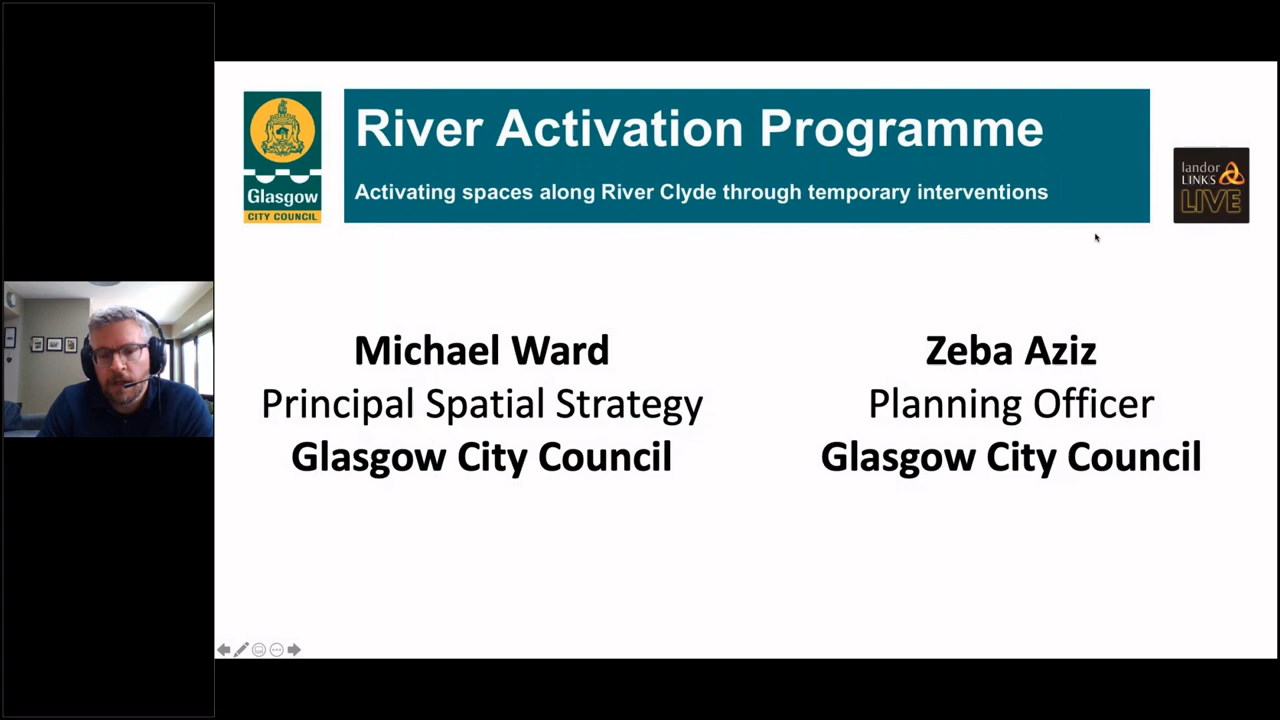 River Activation Programme
Activating spaces along River Clyde through temporary interventions
Glasgow
CITY COUNCIL
landor
LINKS
LIVE
Michael Ward
Principal Spatial Strategy
Glasgow City Council
Zeba Aziz
Planning Officer
Glasgow City Council